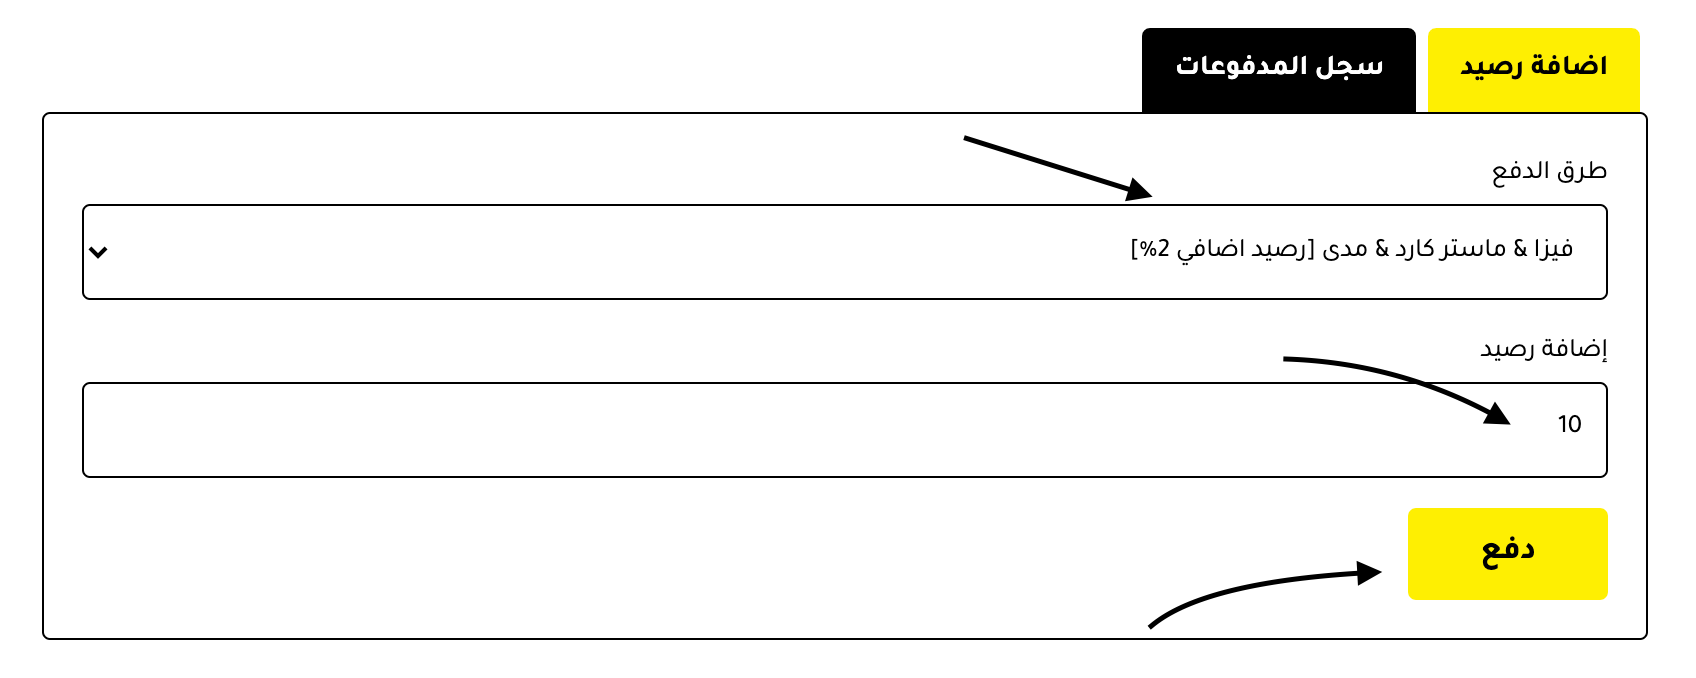 اضافة رصيد
سجل المدفوعات
طرق الدفع
فيزا & ماستر كارد & مدى [رصيد اضافي 2%]
إضافة رصيد
10
دفع